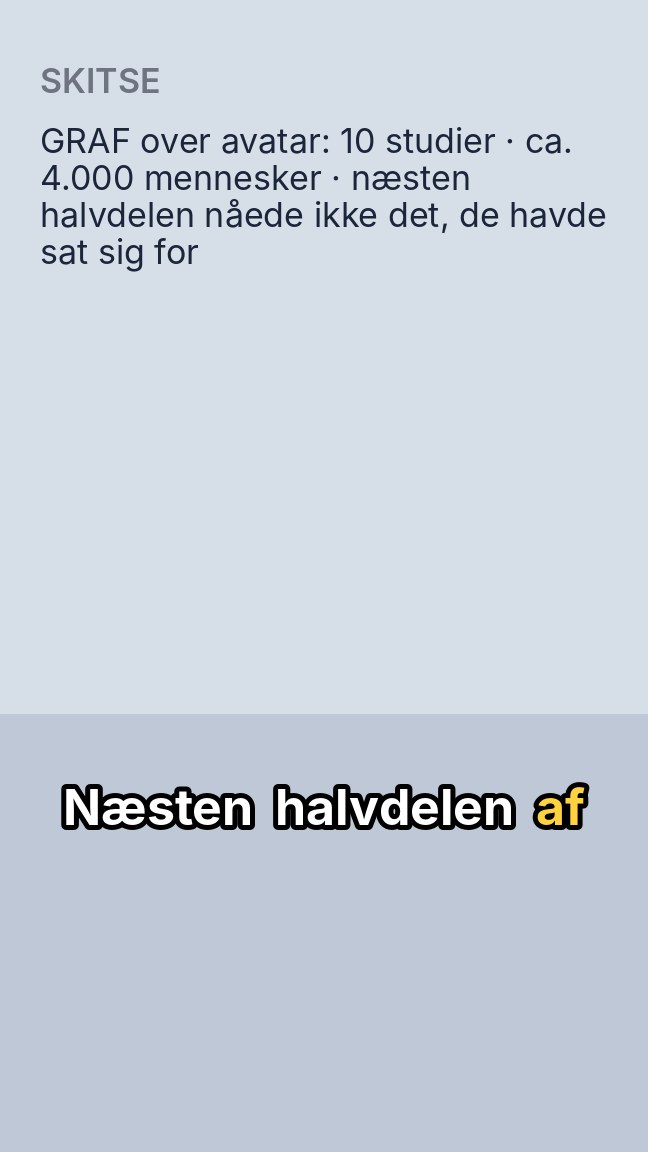 SKITSE
GRAF over avatar: 10 studier · ca.
4.000 mennesker · næsten
halvdelen nåede ikke det, de havde
sat sig for
Næsten halvdelen af